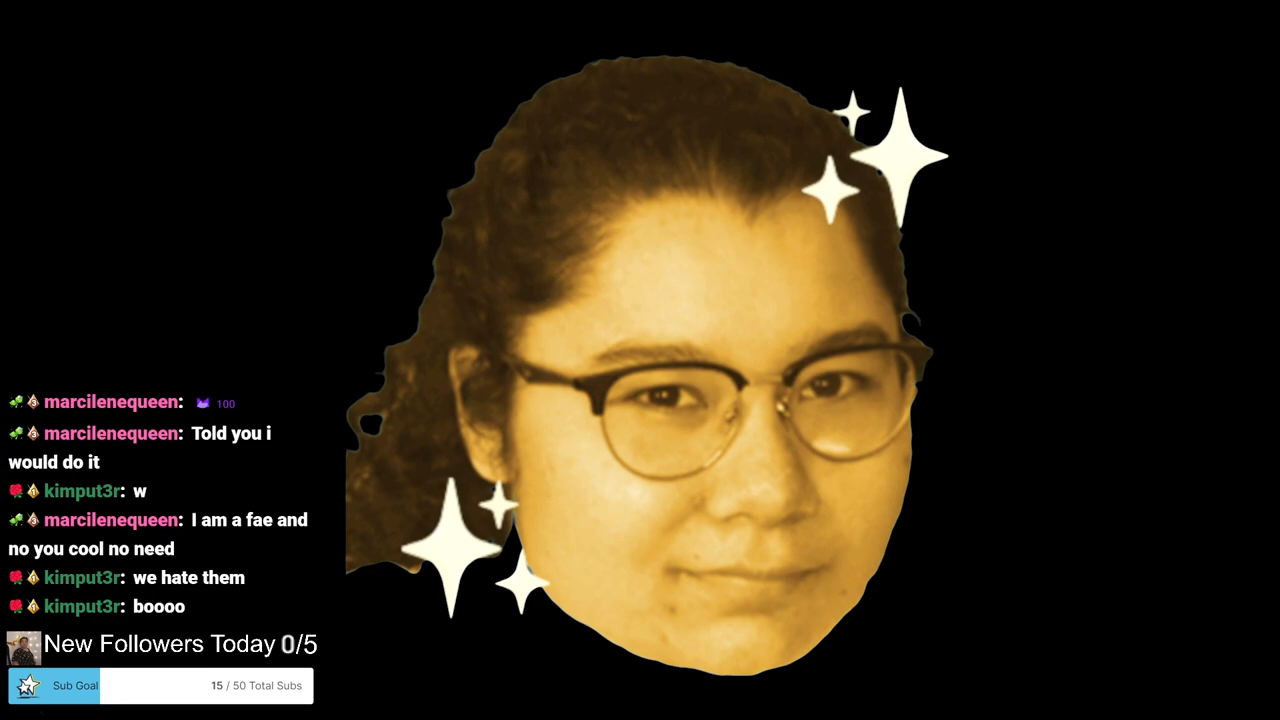 marcilenequeen: 100
marcilenequeen: Told you i
would do it
kimput3r: w
marcilenequeen: I am a fae and
no you cool no need
kimput3r: we hate them
kimput3r: boooo
New Followers Today 0/5
Sub Goal 15 / 50 Total Subs